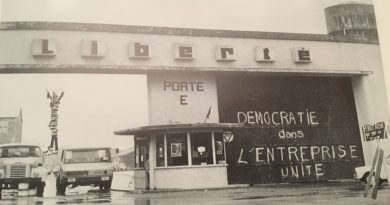 Liberté
PORTE
E
DEMOCRATIE
dans
L'ENTREPRISE
UNITE